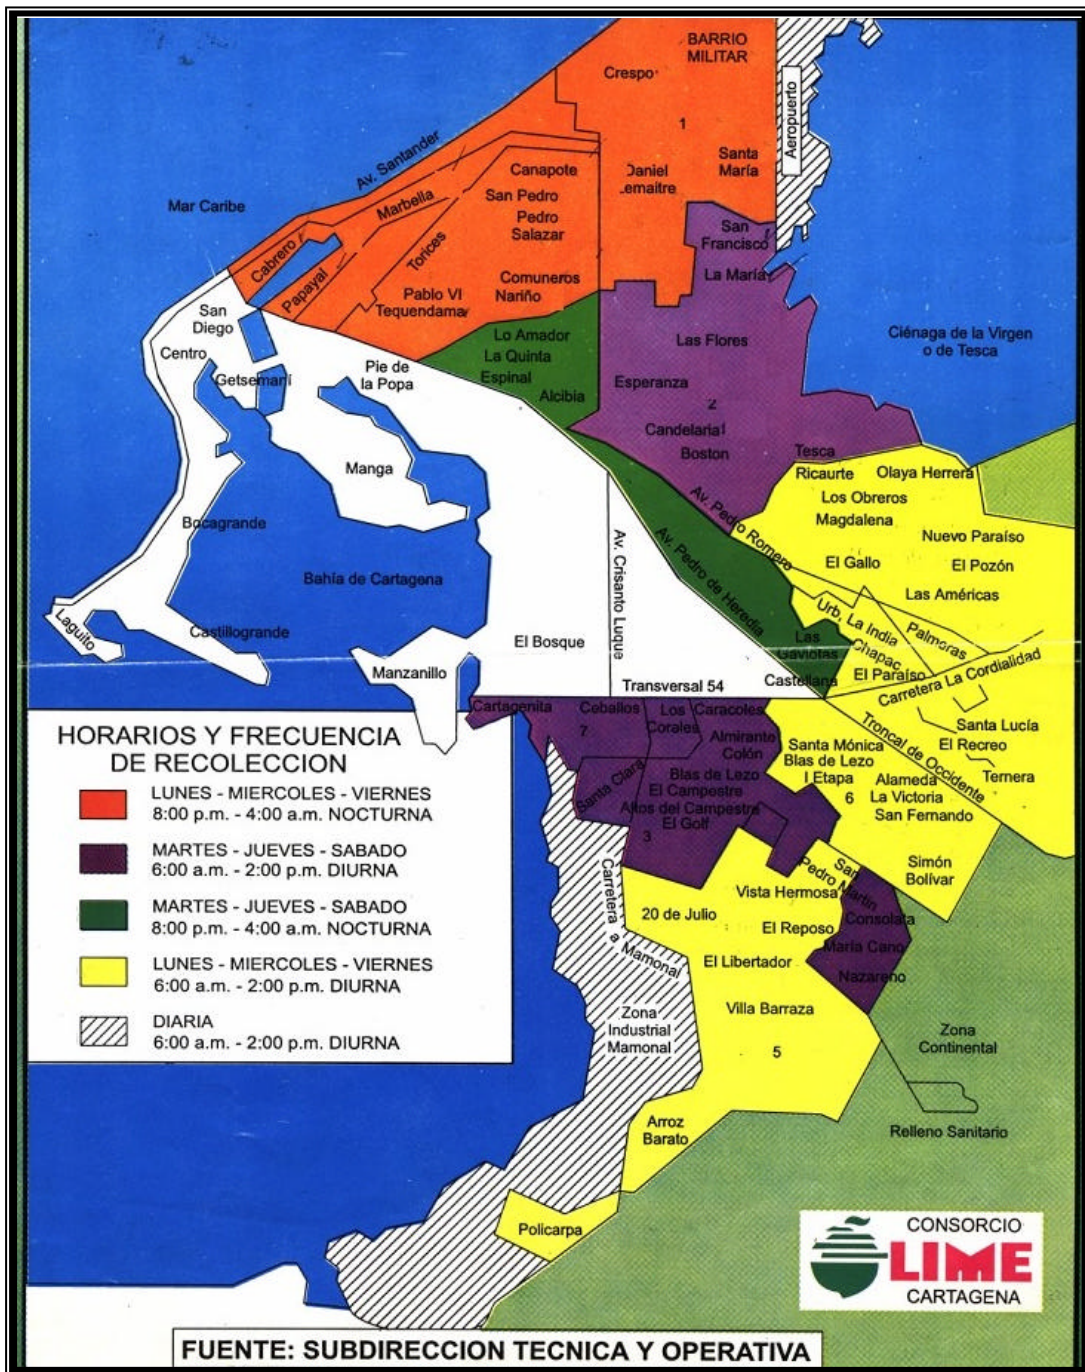 BARRIO
MILITAR
Crespo
Aeropuerto
1
Av. Santander
Santa
María
Daniel
Lemaitre
Canapote
Mar Caribe
Marbella
San Pedro
Pedro
Salazar
San
Francisco
Cabrero
Torices
La María
Papayal
Comuneros
Nariño
Pablo VI
Tequendama
San
Diego
Lo Amador
Las Flores
Ciénaga de la Virgen
o de Tesca
Centro
La Quinta
Pie de
la Popa
Getsemaní
Espinal
Esperanza
Alcibia
2
Candelaria
Boston
Tesca
Manga
Ricaurte
Olaya Herrera
Los Obreros
Magdalena
Av. Pedro Romero
Bocagrande
Nuevo Paraíso
Av. Crisanto Luque
Av. Pedro de Heredia
El Gallo
El Pozón
Bahía de Cartagena
Las Américas
Urb, La India
Laguito
Castillogrande
Palmeras
El Bosque
Las
Gaviotas
Chapac
Manzanillo
El Paraíso
Castellana
Carretera La Cordialidad
Transversal 54
Cartagenita
Ceballos
Los
Corales
Caracoles
7
Almirante
Colón
Santa Lucía
Troncal de Occidente
El Recreo
Santa Mónica
Blas de Lezo
I Etapa
Ternera
Santa Clara
Blas de Lezo
El Campestre
Altos del Campestre
El Golf
Alameda
La Victoria
San Fernando
6
3
HORARIOS Y FRECUENCIA
DE RECOLECCION
LUNES - MIERCOLES - VIERNES
8:00 p.m. - 4:00 a.m. NOCTURNA
MARTES - JUEVES - SABADO
6:00 a.m. - 2:00 p.m. DIURNA
MARTES - JUEVES - SABADO
8:00 p.m. - 4:00 a.m. NOCTURNA
LUNES - MIERCOLES - VIERNES
6:00 a.m. - 2:00 p.m. DIURNA
DIARIA
6:00 a.m. - 2:00 p.m. DIURNA
Simón
Bolívar
San
Pedro Martín
Vista Hermosa
20 de Julio
Consolata
El Reposo
Carretera a Mamonal
María Cano
El Libertador
Nazareno
Villa Barraza
Zona
Industrial
Mamonal
Zona
Continental
5
Arroz
Barato
Relleno Sanitario
Policarpa
CONSORCIO
LIME
CARTAGENA
FUENTE: SUBDIRECCION TECNICA Y OPERATIVA